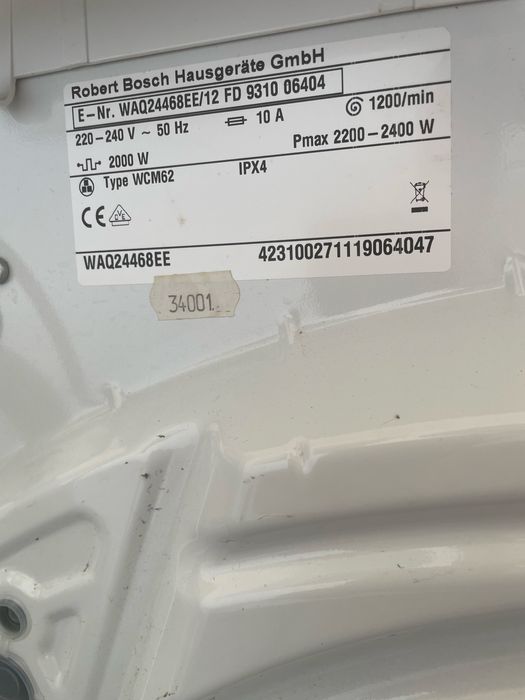 Robert Bosch Hausgeräte GmbH
E-Nr. WAQ24468EE/12 FD 9310 06404
220-240 V ~ 50 Hz 10 A 1200/min
2000 W Pmax 2200-2400 W
Type WCM62 IPX4
CE
WAQ24468EE 423100271119064047
34001.